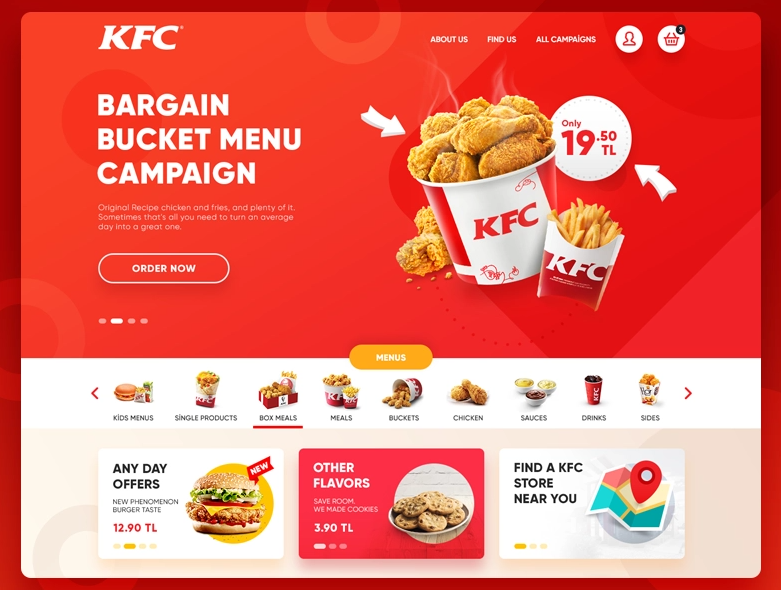 KFC®
ABOUT US
FIND US
ALL CAMPAİGNS
3
BARGAIN
BUCKET MENU
CAMPAIGN
Original Recipe chicken and fries, and plenty of it.
Sometimes that's all you need to turn an average
day into a great one.
ORDER NOW
Only
19.50
TL
KFC
KFC
MENUS
KİDS MENUS
SİNGLE PRODUCTS
BOX MEALS
MEALS
BUCKETS
CHICKEN
SAUCES
DRINKS
SIDES
ANY DAY
OFFERS
NEW
NEW PHENOMENON
BURGER TASTE
12.90 TL
OTHER
FLAVORS
SAVE ROOM,
WE MADE COOKIES
3.90 TL
FIND A KFC
STORE
NEAR YOU